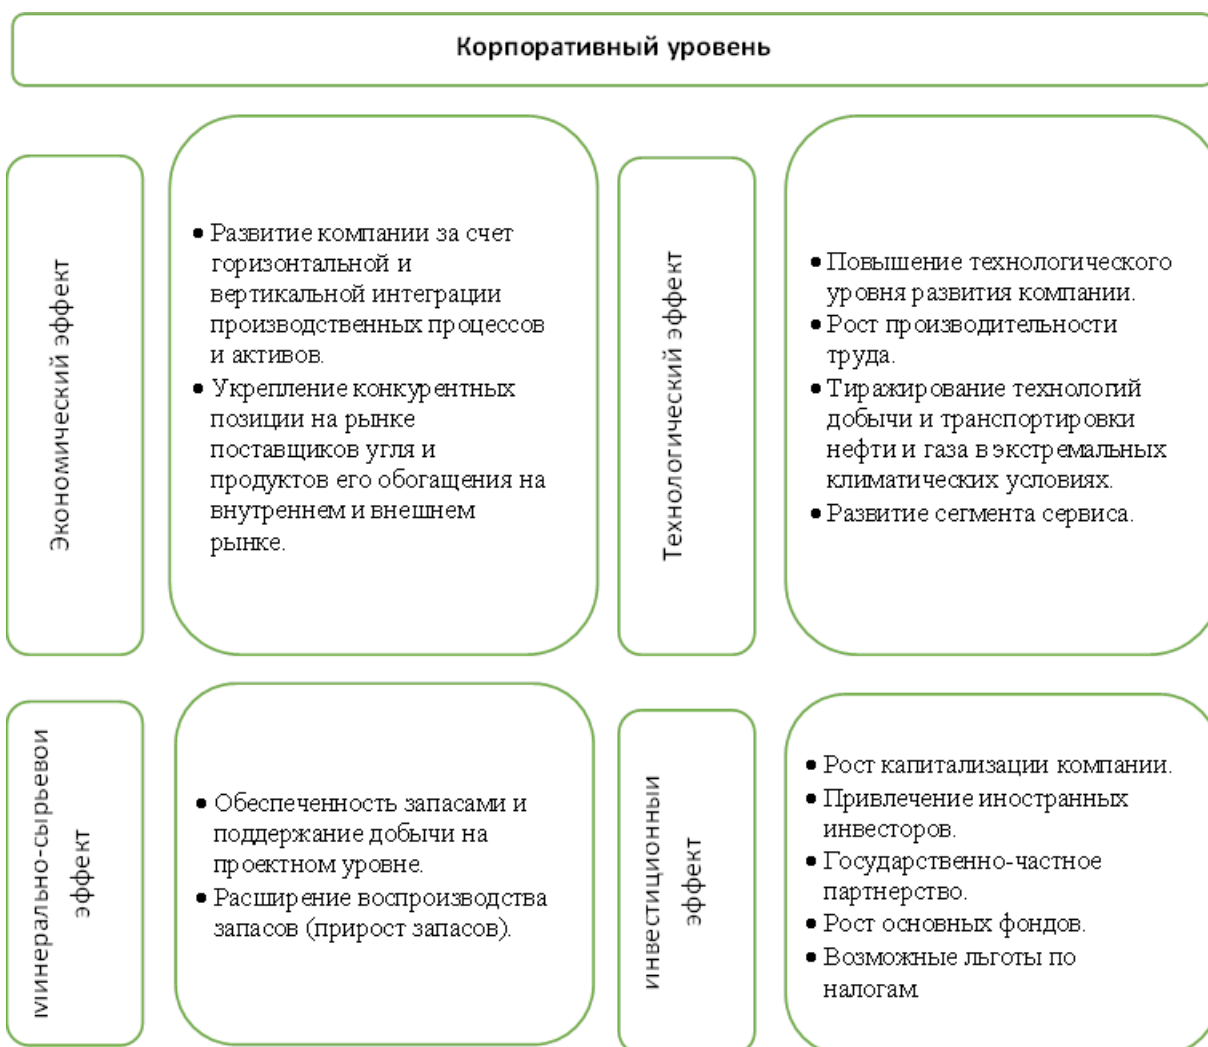 Корпоративный уровень
Экономический эффект
• Развитие компании за счет
горизонтальной и
вертикальной интеграции
производственных процессов
и активов.
• Укрепление конкурентных
позиции на рынке
поставщиков угля и
продуктов его обогащения на
внутреннем и внешнем
рынке.
Технологический эффект
• Повышение технологического
уровня развития компании.
• Рост производительности
труда.
• Тиражирование технологий
добычи и транспортировки
нефти и газа в экстремальных
климатических условиях.
• Развитие сегмента сервиса.
Минерально-сырьевой
эффект
• Обеспеченность запасами и
поддержание добычи на
проектном уровне.
• Расширение воспроизводства
запасов (прирост запасов).
Инвестиционный
эффект
• Рост капитализации компании.
• Привлечение иностранных
инвесторов.
• Государственно-частное
партнерство.
• Рост основных фондов.
• Возможные льготы по
налогам